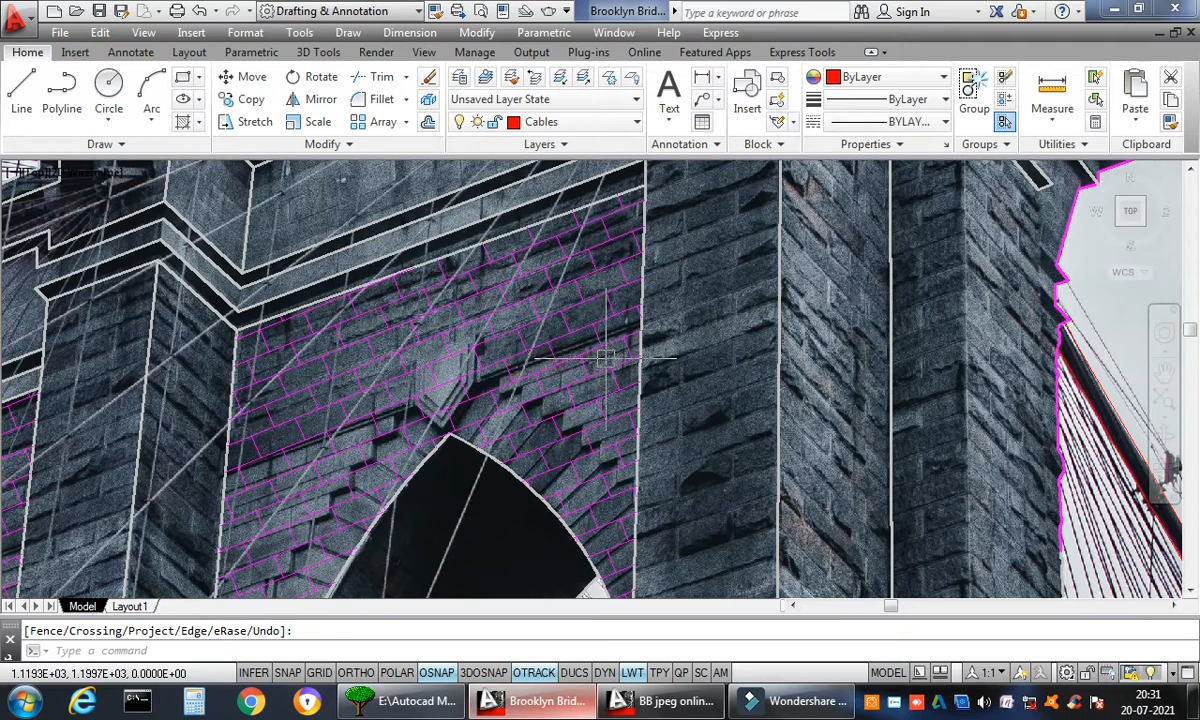 Drafting & Annotation
Brooklyn Brid...
Type a keyword or phrase
Sign In
File Edit View Insert Format Tools Draw Dimension Modify Parametric Window Help Express
Home Insert Annotate Layout Parametric 3D Tools Render View Manage Output Plug-ins Online Featured Apps Express Tools
Line
Polyline
Circle
Arc
Move
Rotate
Trim
Copy
Mirror
Fillet
Stretch
Scale
Array
Unsaved Layer State
Cables
Text
Insert
ByLayer
ByLayer
BYLAY...
Group
Measure
Paste
Draw
Modify
Layers
Annotation
Block
Properties
Groups
Utilities
Clipboard
N
W
TOP
S
WCS
Model
Layout1
[Fence/Crossing/Project/Edge/eRase/Undo]:
Type a command
1.1193E+03, 1.1997E+03, 0.0000E+00
INFER SNAP GRID ORTHO POLAR OSNAP 3DOSNAP OTRACK DUCS DYN LWT TPY QP SC AM
MODEL
1:1
E:\Autocad M...
Brooklyn Brid...
BB jpeg onlin...
Wondershare ...
20:31
20-07-2021